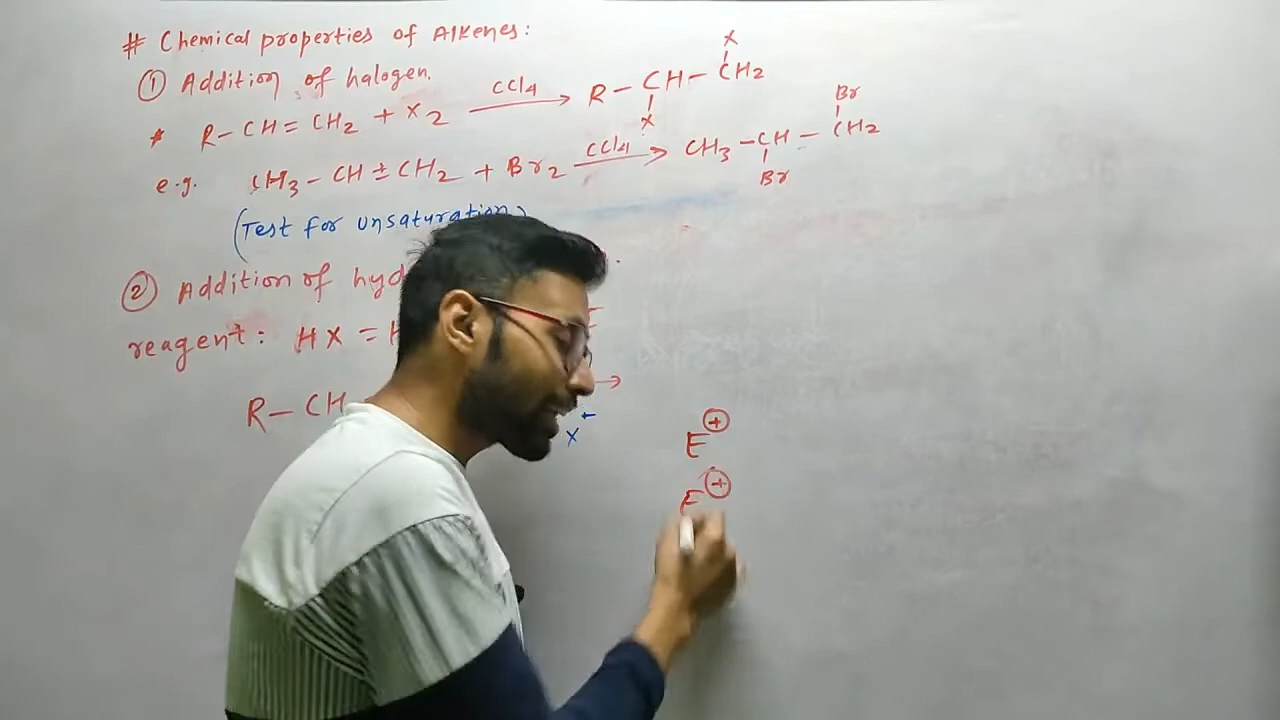 # Chemical properties of Alkenes:
① Addition of halogen.
X
* R-CH=CH2 + X2 CCl4→ R-CH-CH2
X
Br
e.g. CH3-CH=CH2 + Br2 CCl4→ CH3-CH-CH2
Br
(Test for unsaturation)
② Addition of
reagent: HX =
R-CH →
X-
E⊕
E⊕